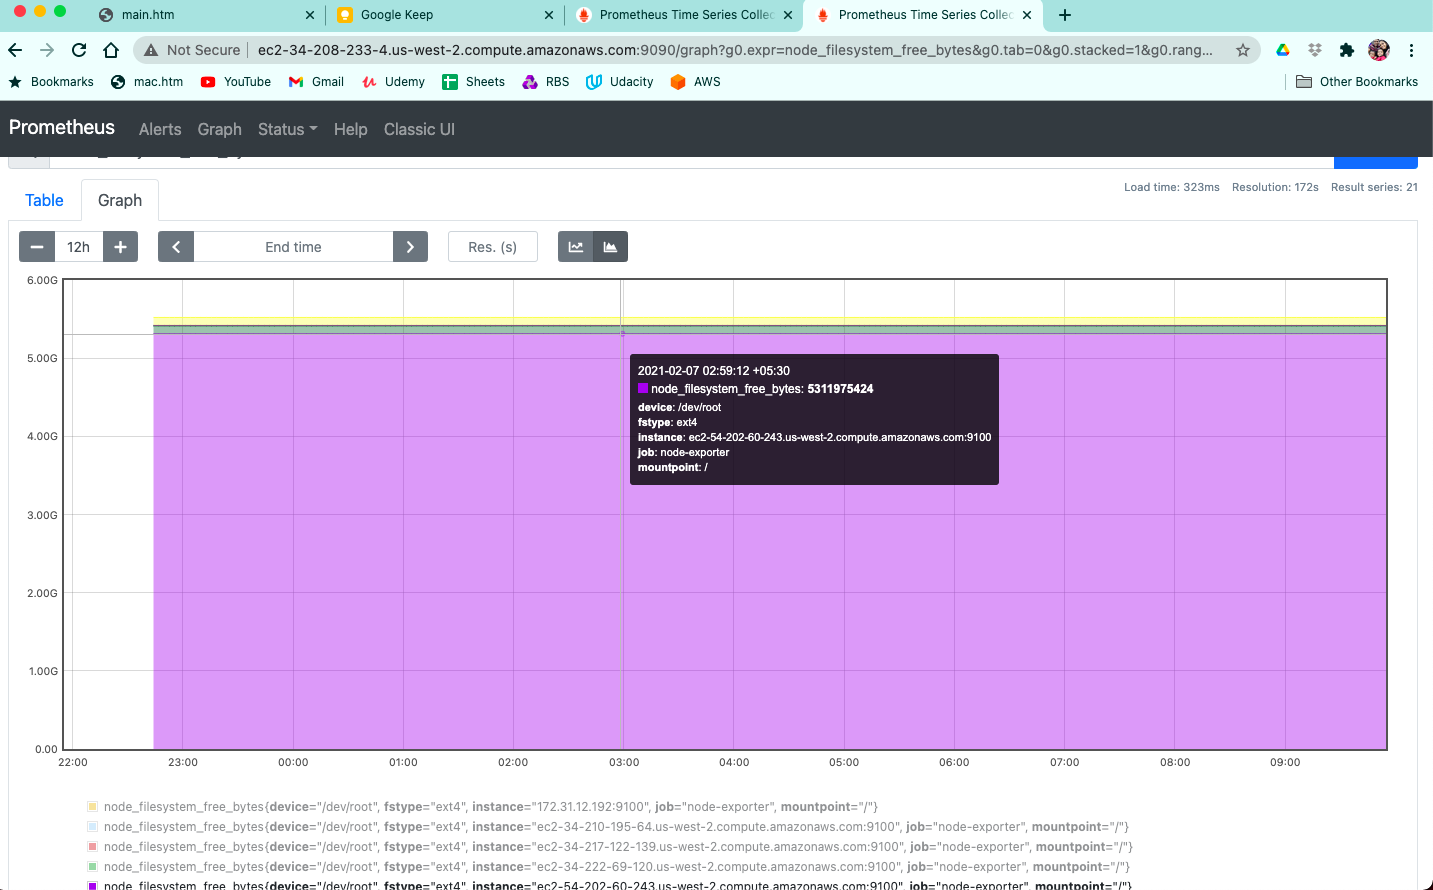 main.htm
Google Keep
Prometheus Time Series Collec
Prometheus Time Series Collec
Not Secure
ec2-34-208-233-4.us-west-2.compute.amazonaws.com:9090/graph?g0.expr=node_filesystem_free_bytes&g0.tab=0&g0.stacked=1&g0.rang...
Bookmarks
mac.htm
YouTube
Gmail
Udemy
Sheets
RBS
Udacity
AWS
Other Bookmarks
Prometheus
Alerts
Graph
Status
Help
Classic UI
Table
Graph
Load time: 323ms
Resolution: 172s
Result series: 21
12h
End time
Res. (s)
6.00G
5.00G
4.00G
3.00G
2.00G
1.00G
0.00
2021-02-07 02:59:12 +05:30
node_filesystem_free_bytes: 5311975424
device: /dev/root
fstype: ext4
instance: ec2-54-202-60-243.us-west-2.compute.amazonaws.com:9100
job: node-exporter
mountpoint: /
22:00
23:00
00:00
01:00
02:00
03:00
04:00
05:00
06:00
07:00
08:00
09:00
node_filesystem_free_bytes{device="/dev/root", fstype="ext4", instance="172.31.12.192:9100", job="node-exporter", mountpoint="/"}
node_filesystem_free_bytes{device="/dev/root", fstype="ext4", instance="ec2-34-210-195-64.us-west-2.compute.amazonaws.com:9100", job="node-exporter", mountpoint="/"}
node_filesystem_free_bytes{device="/dev/root", fstype="ext4", instance="ec2-34-217-122-139.us-west-2.compute.amazonaws.com:9100", job="node-exporter", mountpoint="/"}
node_filesystem_free_bytes{device="/dev/root", fstype="ext4", instance="ec2-34-222-69-120.us-west-2.compute.amazonaws.com:9100", job="node-exporter", mountpoint="/"}
node_filesystem_free_bytes{device="/dev/root", fstype="ext4", instance="ec2-54-202-60-243.us-west-2.compute.amazonaws.com:9100", job="node-exporter", mountpoint="/"}